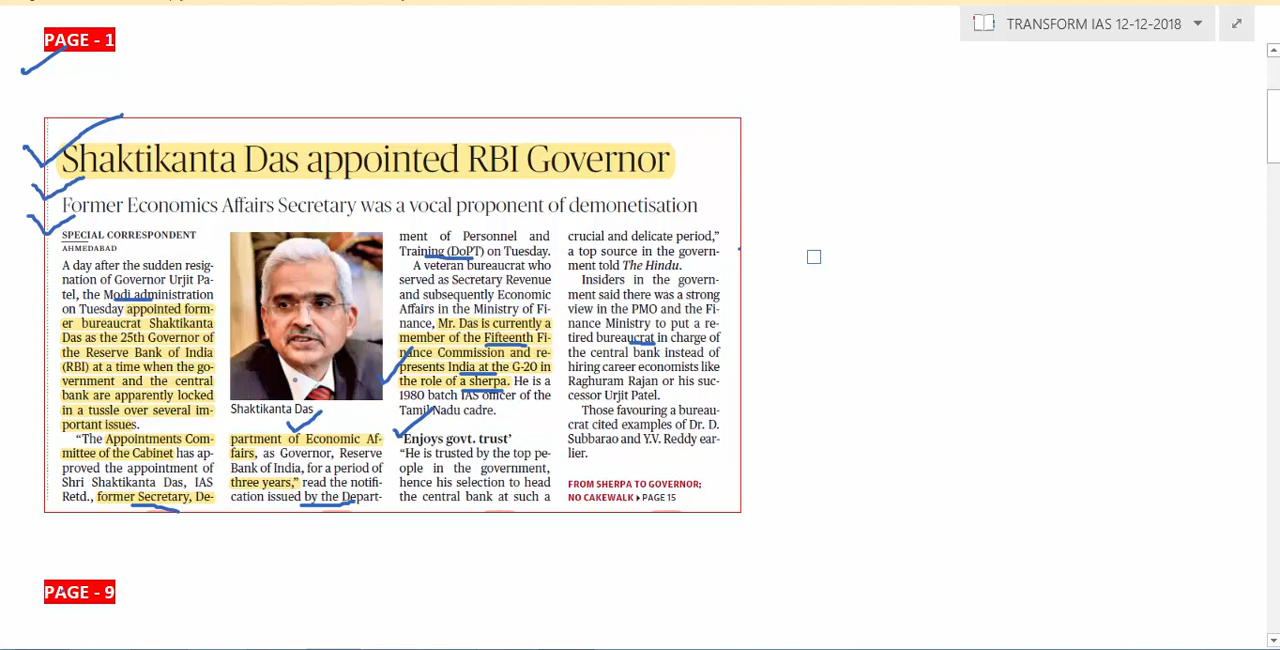 TRANSFORM IAS 12-12-2018
PAGE - 1
Shaktikanta Das appointed RBI Governor
Former Economics Affairs Secretary was a vocal proponent of demonetisation
SPECIAL CORRESPONDENT
AHMEDABAD
A day after the sudden resig-
nation of Governor Urjit Pa-
tel, the Modi administration
on Tuesday appointed form-
er bureaucrat Shaktikanta
Das as the 25th Governor of
the Reserve Bank of India
(RBI) at a time when the go-
vernment and the central
bank are apparently locked
in a tussle over several im-
portant issues.
“The Appointments Com-
mittee of the Cabinet has ap-
proved the appointment of
Shri Shaktikanta Das, IAS
Retd., former Secretary, De-
Shaktikanta Das
partment of Economic Af-
fairs, as Governor, Reserve
Bank of India, for a period of
three years,” read the notifi-
cation issued by the Depart-
ment of Personnel and
Training (DoPT) on Tuesday.
A veteran bureaucrat who
served as Secretary Revenue
and subsequently Economic
Affairs in the Ministry of Fi-
nance, Mr. Das is currently a
member of the Fifteenth Fi-
nance Commission and re-
presents India at the G-20 in
the role of a sherpa. He is a
1980 batch IAS officer of the
Tamil Nadu cadre.
‘Enjoys govt. trust’
“He is trusted by the top pe-
ople in the government,
hence his selection to head
the central bank at such a
crucial and delicate period,”
a top source in the govern-
ment told The Hindu.
Insiders in the govern-
ment said there was a strong
view in the PMO and the Fi-
nance Ministry to put a re-
tired bureaucrat in charge of
the central bank instead of
hiring career economists like
Raghuram Rajan or his suc-
cessor Urjit Patel.
Those favouring a bureau-
crat cited examples of Dr. D.
Subbarao and Y.V. Reddy ear-
lier.
FROM SHERPA TO GOVERNOR;
NO CAKEWALK PAGE 15
PAGE - 9